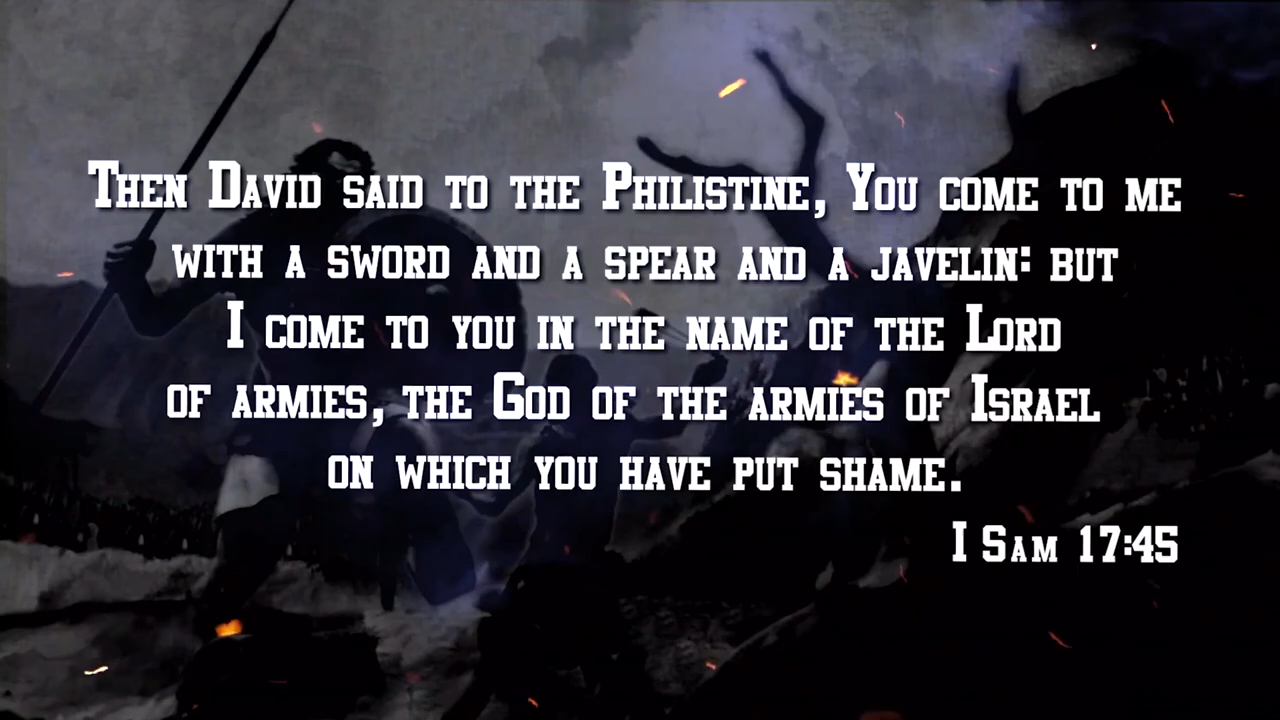 Then David said to the Philistine, You come to me
with a sword and a spear and a javelin: but
I come to you in the name of the Lord
of armies, the God of the armies of Israel
on which you have put shame.
I Sam 17:45